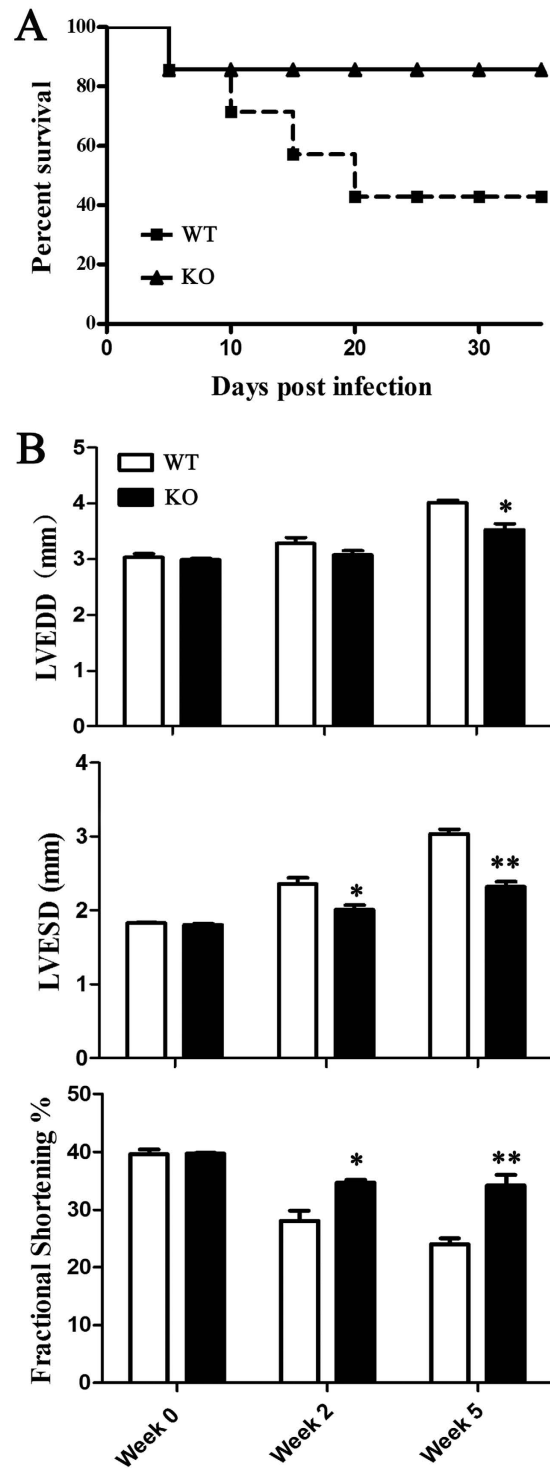 A
Percent survival
100
80
60
40
20
0
WT
KO
0 10 20 30
Days post infection
B
WT
KO
LVEDD (mm)
5
4
3
2
1
0
*
LVESD (mm)
4
3
2
1
0
*
**
Fractional Shortening %
50
40
30
20
10
0
*
**
Week 0 Week 2 Week 5